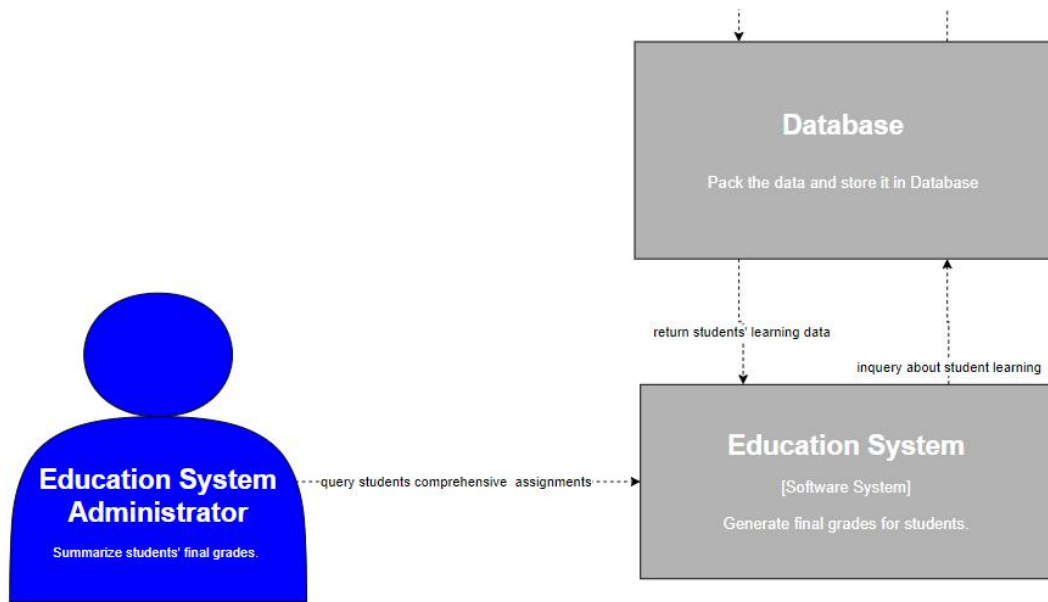 Database
Pack the data and store it in Database
return students' learning data
inquery about student learning
Education System
Administrator
Summarize students' final grades.
query students comprehensive assignments
Education System
[Software System]
Generate final grades for students.